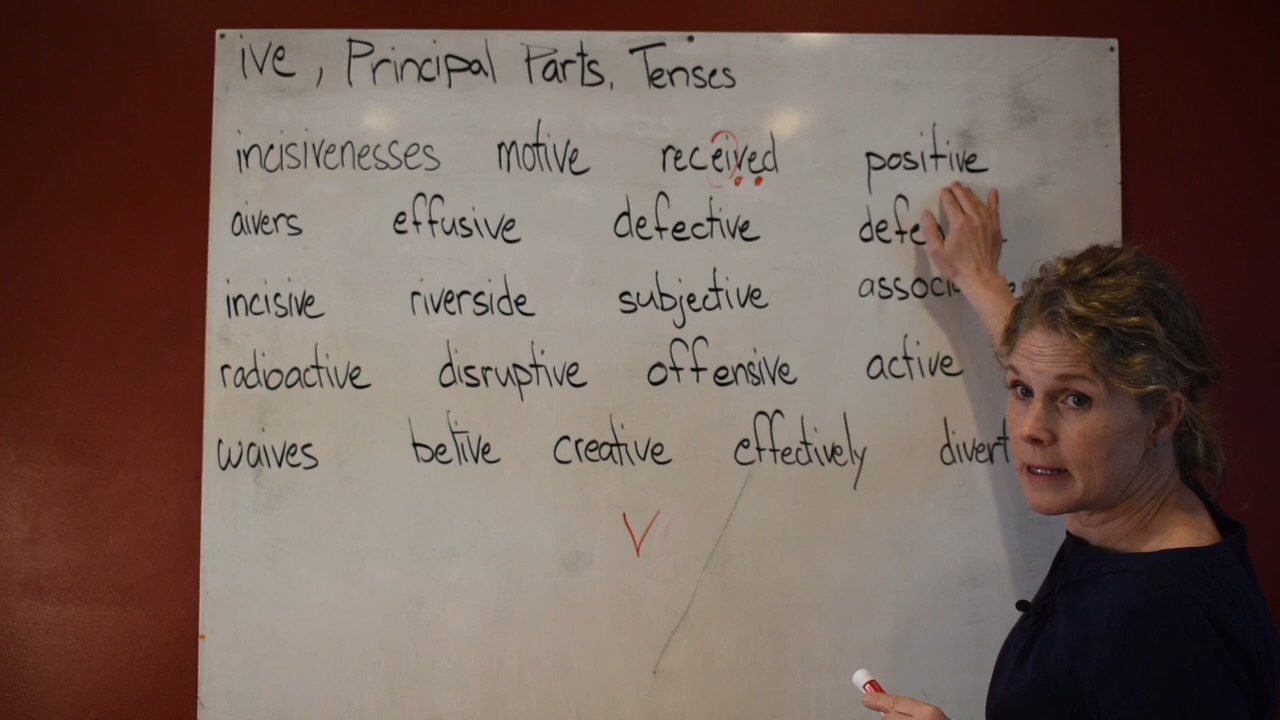 ive, Principal Parts, Tenses
incisivenesses motive received positive
aivers effusive defective
incisive riverside subjective
radioactive disruptive offensive active
waives belive creative effectively divert
V